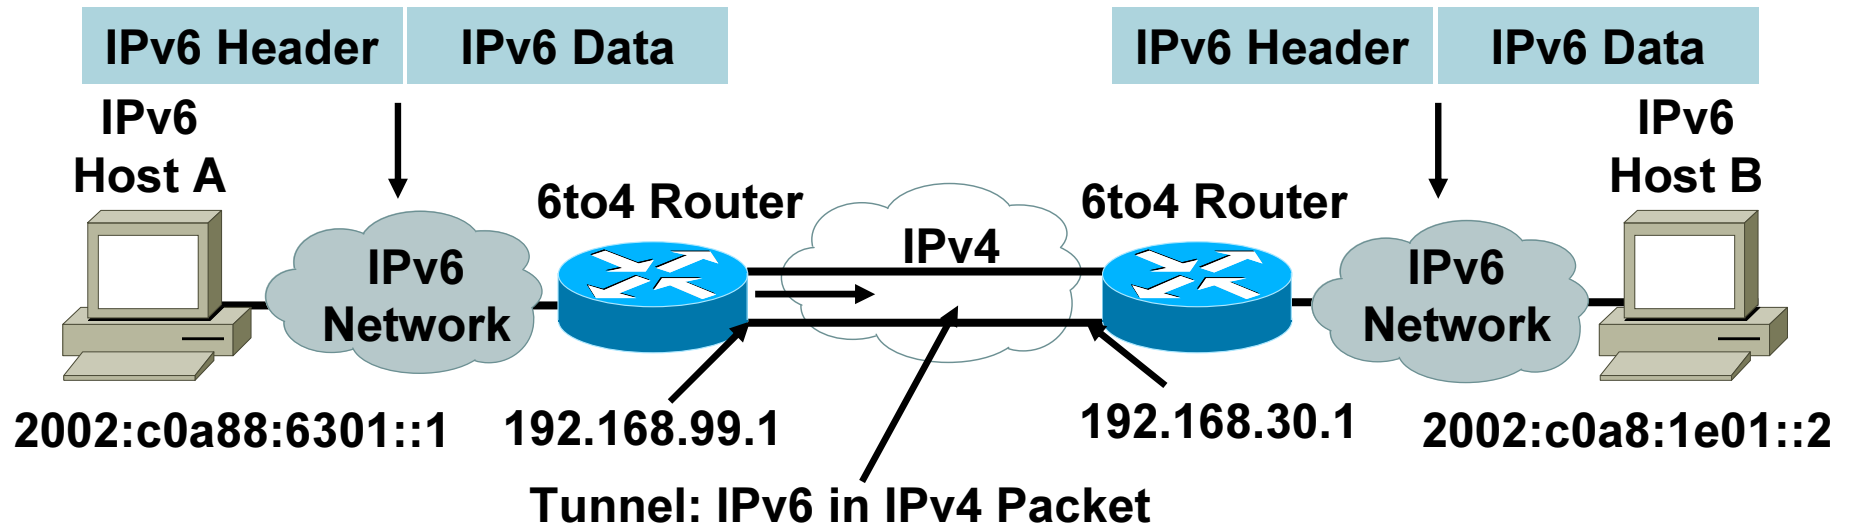 IPv6 Header IPv6 Data
IPv6 Header IPv6 Data
IPv6
Host A
IPv6
Host B
6to4 Router
6to4 Router
IPv4
IPv6
Network
IPv6
Network
2002:c0a88:6301::1
192.168.99.1
192.168.30.1
2002:c0a8:1e01::2
Tunnel: IPv6 in IPv4 Packet